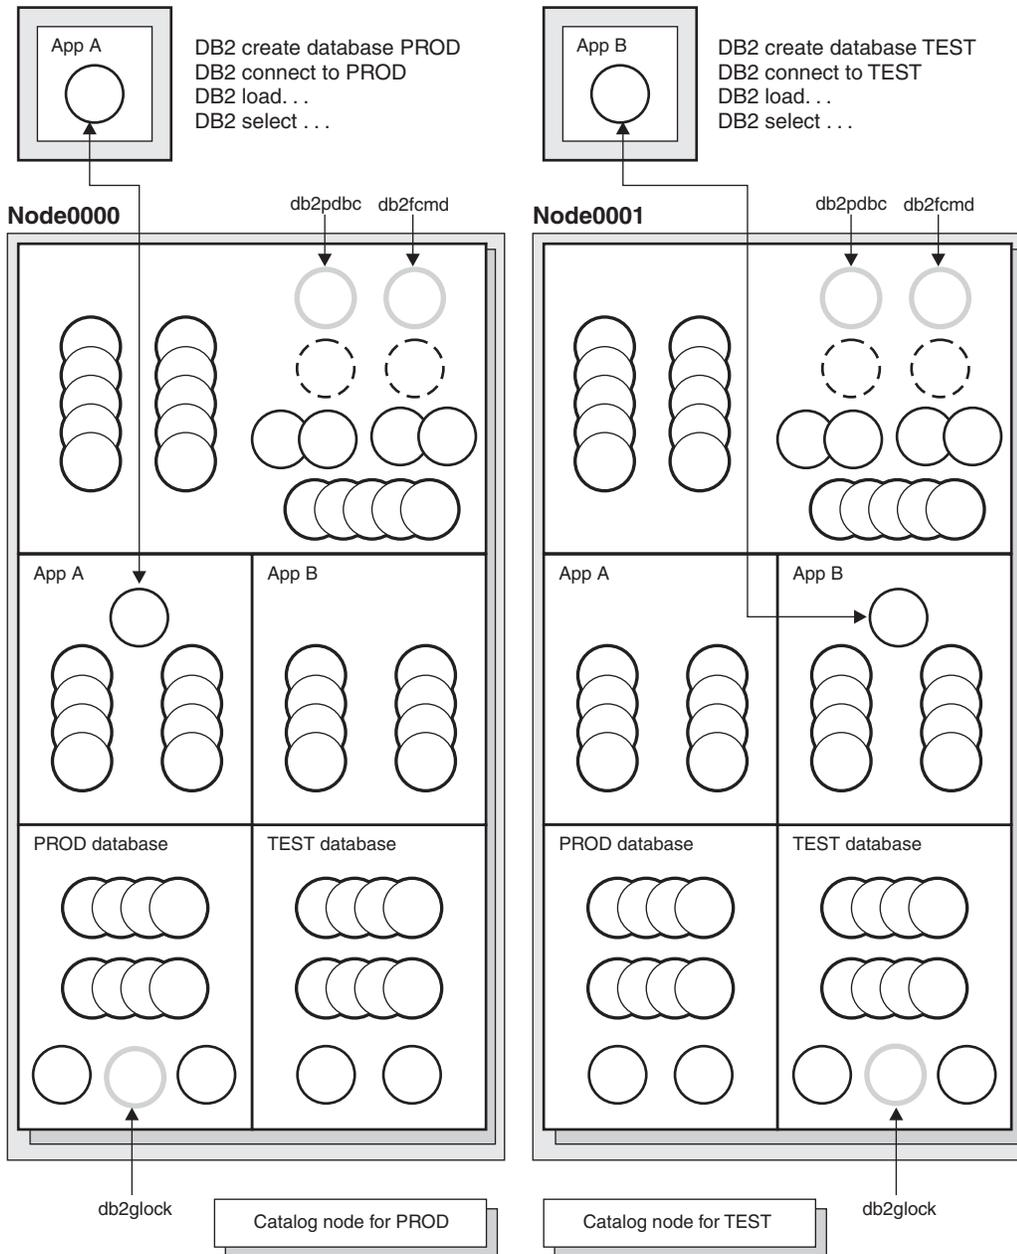 App A
DB2 create database PROD
DB2 connect to PROD
DB2 load. . .
DB2 select . . .
App B
DB2 create database TEST
DB2 connect to TEST
DB2 load. . .
DB2 select . . .
Node0000
db2pdbc
db2fcmd
App A
App B
PROD database
TEST database
db2glock
Catalog node for PROD
Node0001
db2pdbc
db2fcmd
App A
App B
PROD database
TEST database
Catalog node for TEST
db2glock